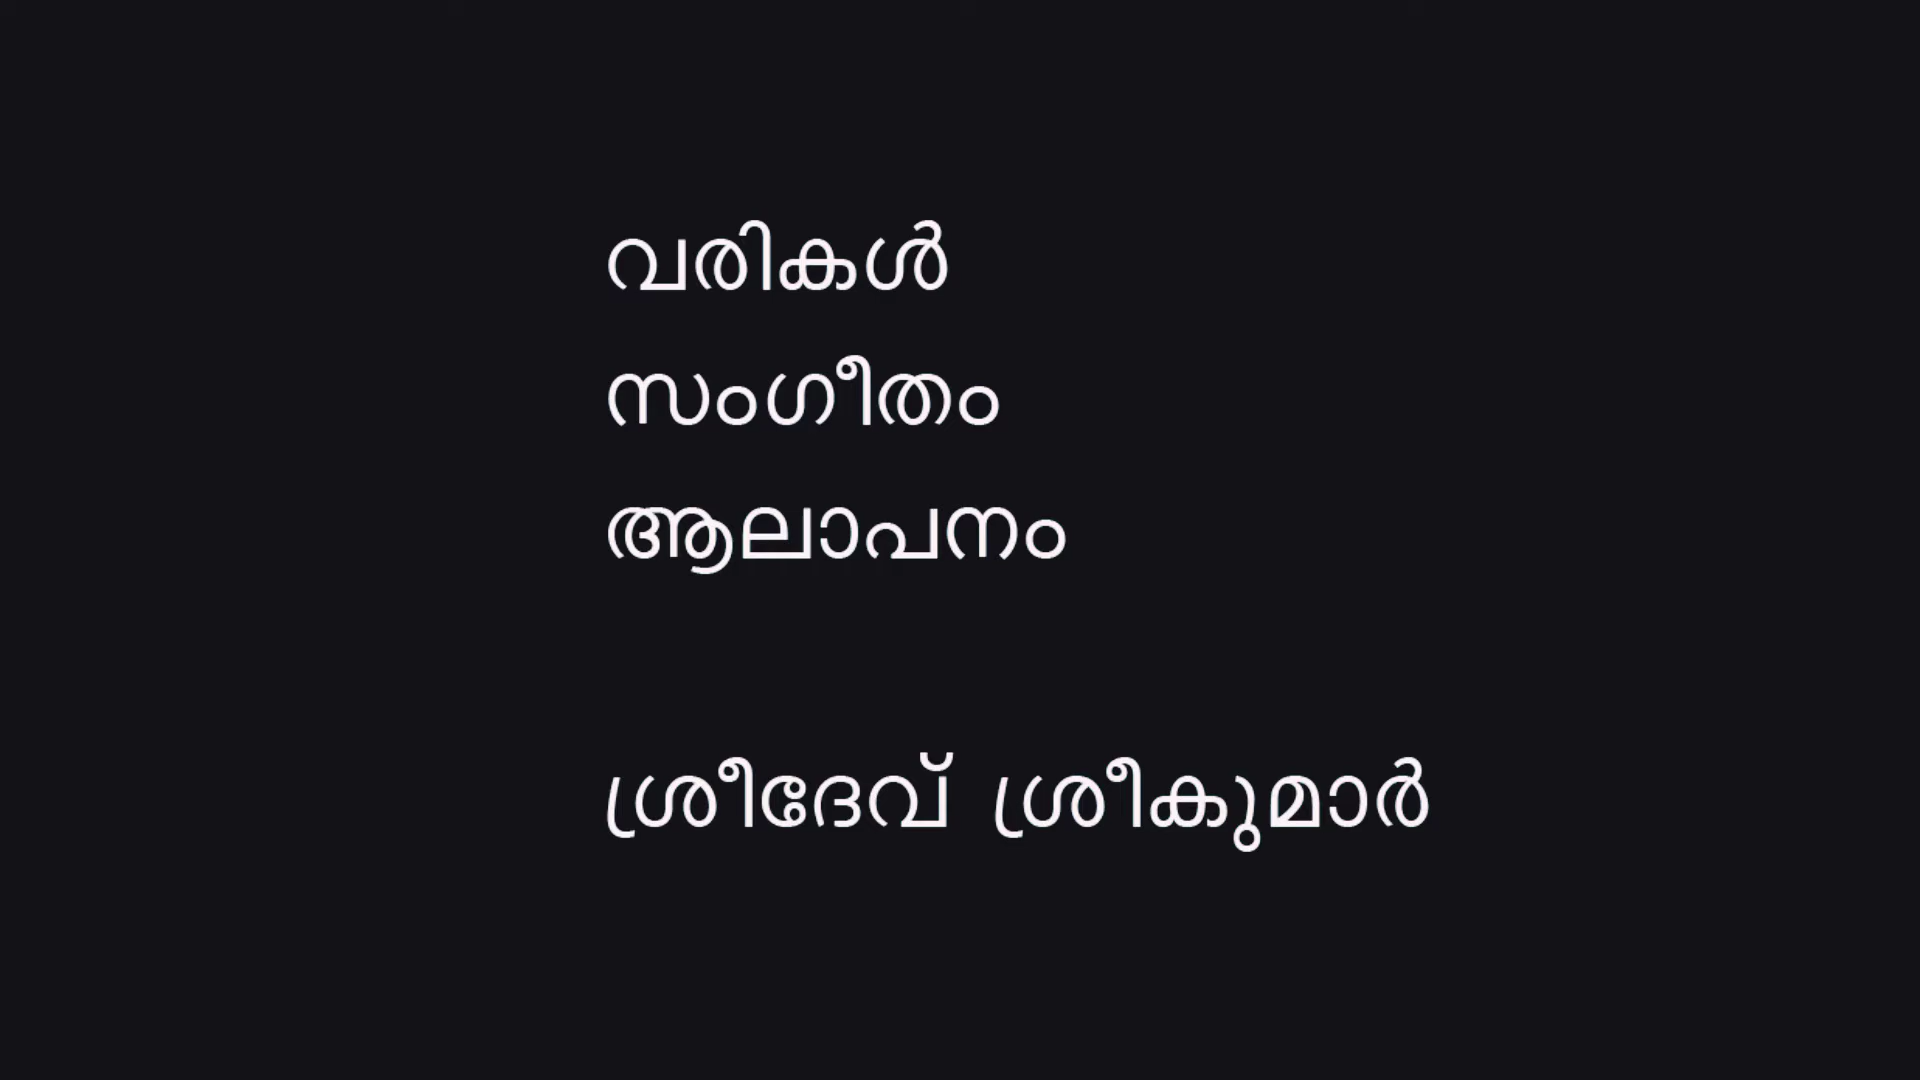 വരികൾ
സംഗീതം
ആലാപനം
ശ്രീദേവ് ശ്രീകുമാർ